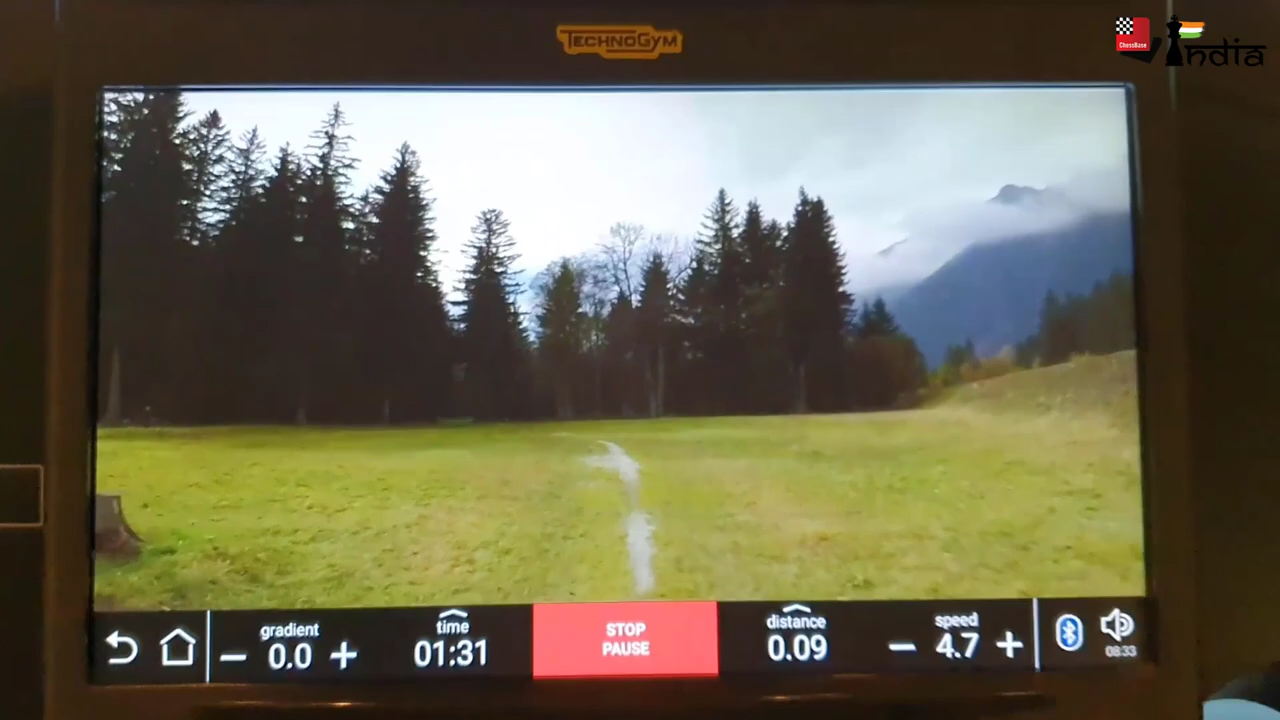 TECHNOGYM
ChessBase
India
gradient
0.0
time
01:31
STOP
PAUSE
distance
0.09
speed
4.7
08:33